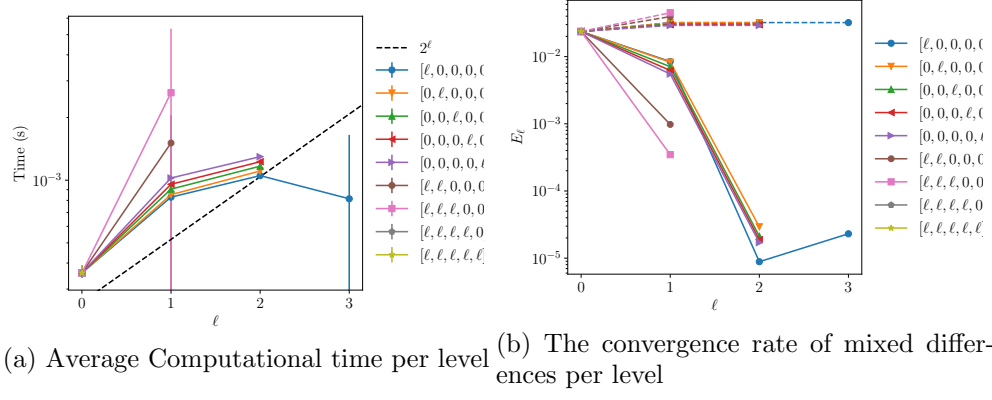 Time (s)
10^{-3}
0 1 2 3
ℓ
2^ℓ
[ℓ, 0, 0, 0, 0
[0, ℓ, 0, 0, 0
[0, 0, ℓ, 0, 0
[0, 0, 0, ℓ, 0
[0, 0, 0, 0, ℓ
[ℓ, ℓ, 0, 0, 0
[ℓ, ℓ, ℓ, 0, 0
[ℓ, ℓ, ℓ, ℓ, 0
[ℓ, ℓ, ℓ, ℓ, ℓ]
(a) Average Computational time per level
E_ℓ
10^{-2}
10^{-3}
10^{-4}
10^{-5}
0 1 2 3
ℓ
[ℓ, 0, 0, 0, 0
[0, ℓ, 0, 0, 0
[0, 0, ℓ, 0, 0
[0, 0, 0, ℓ, 0
[0, 0, 0, 0, ℓ
[ℓ, ℓ, 0, 0, 0
[ℓ, ℓ, ℓ, 0, 0
[ℓ, ℓ, ℓ, ℓ, 0
[ℓ, ℓ, ℓ, ℓ, ℓ]
(b) The convergence rate of mixed differ-
ences per level